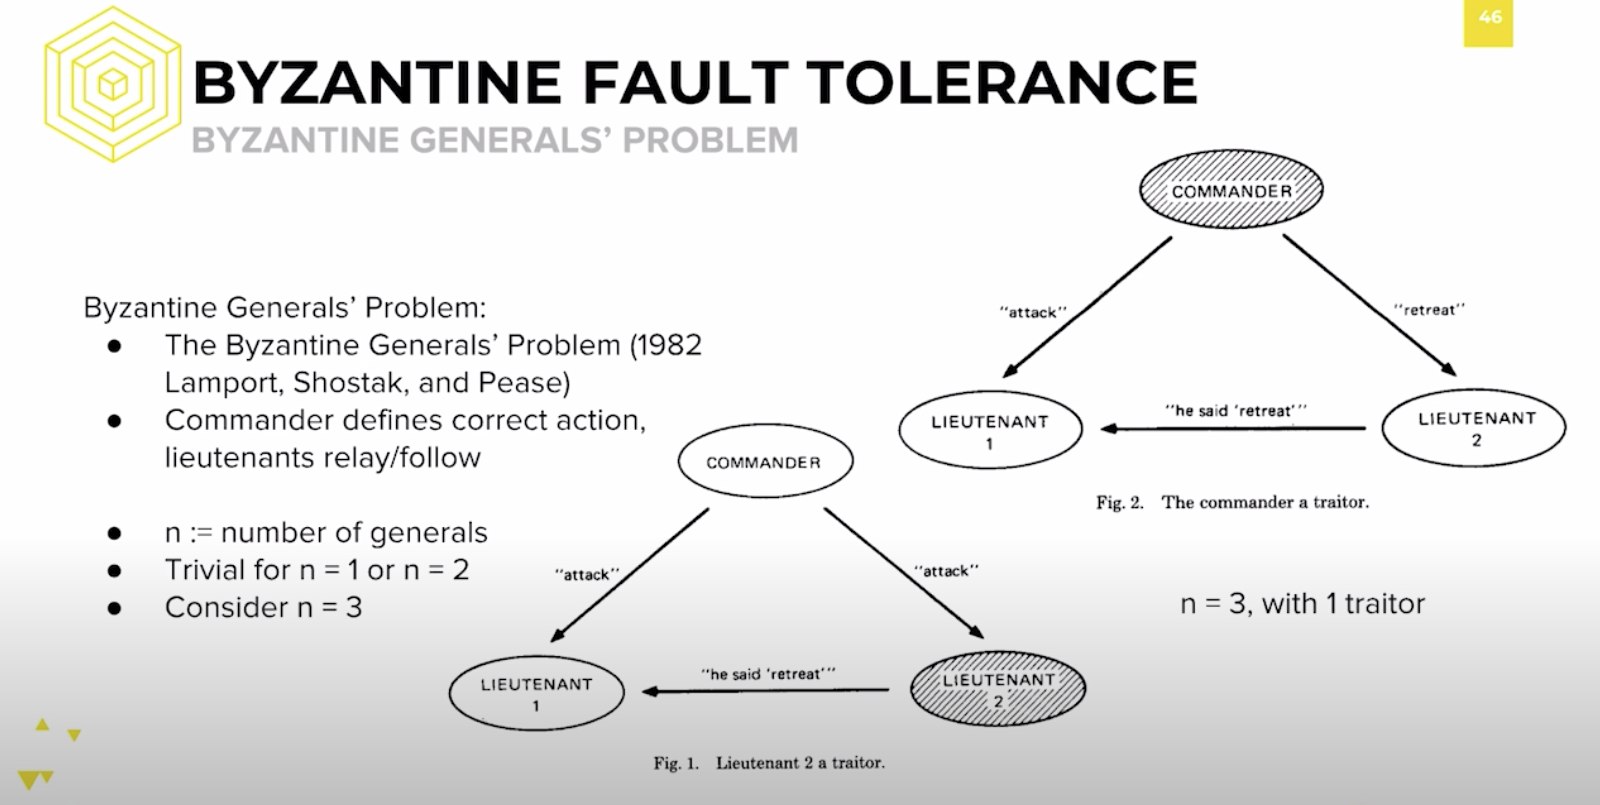 46
BYZANTINE FAULT TOLERANCE
BYZANTINE GENERALS’ PROBLEM
Byzantine Generals’ Problem:
● The Byzantine Generals’ Problem (1982
Lamport, Shostak, and Pease)
● Commander defines correct action,
lieutenants relay/follow
● n := number of generals
● Trivial for n = 1 or n = 2
● Consider n = 3
COMMANDER
"attack"
"attack"
LIEUTENANT
1
"he said 'retreat'"
LIEUTENANT
2
Fig. 1. Lieutenant 2 a traitor.
COMMANDER
"attack"
"retreat"
LIEUTENANT
1
"he said 'retreat'"
LIEUTENANT
2
Fig. 2. The commander a traitor.
n = 3, with 1 traitor